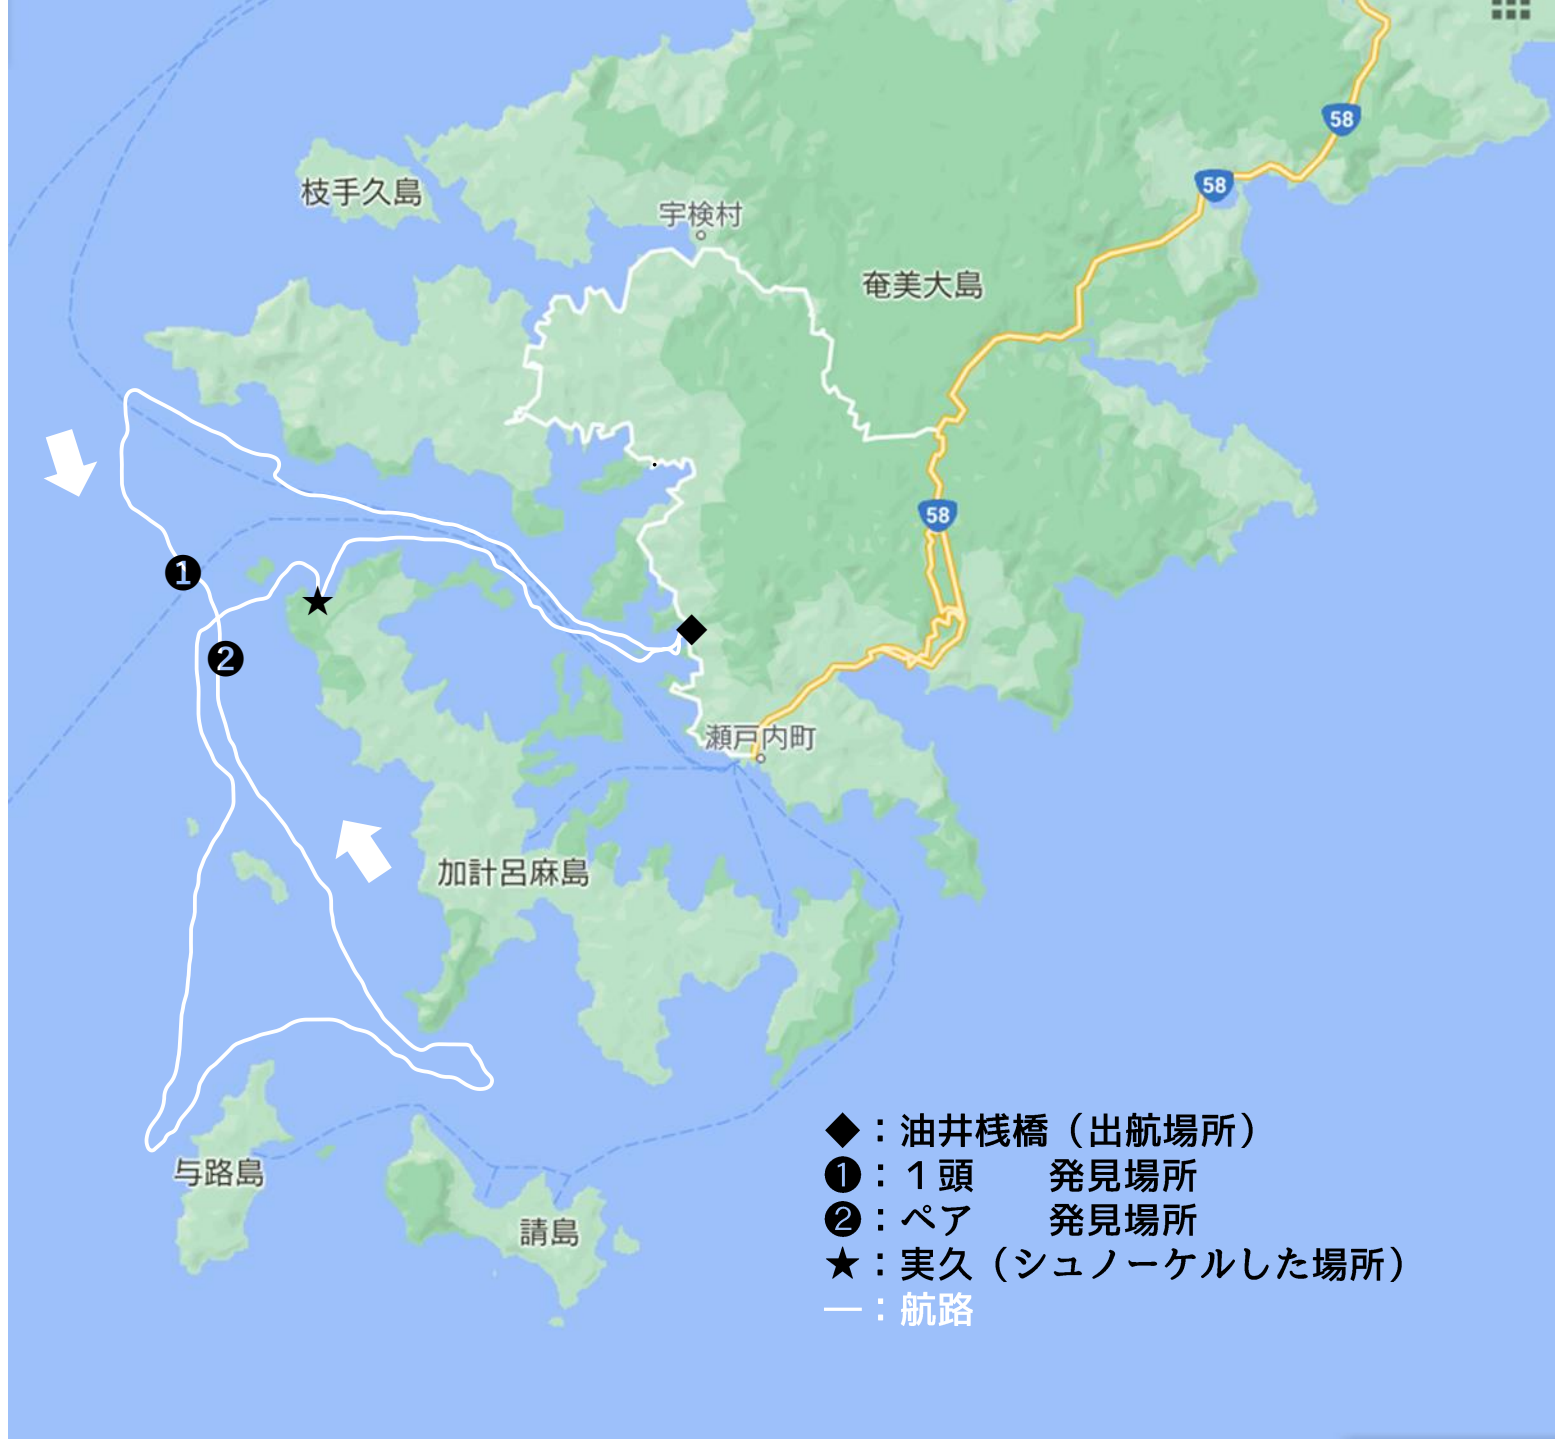 58
58
枝手久島
宇検村
奄美大島
58
❶
❷
瀬戸内町
加計呂麻島
与路島
請島
◆：油井桟橋（出航場所）
❶：１頭　　発見場所
❷：ペア　　発見場所
★：実久（シュノーケルした場所）
―：航路